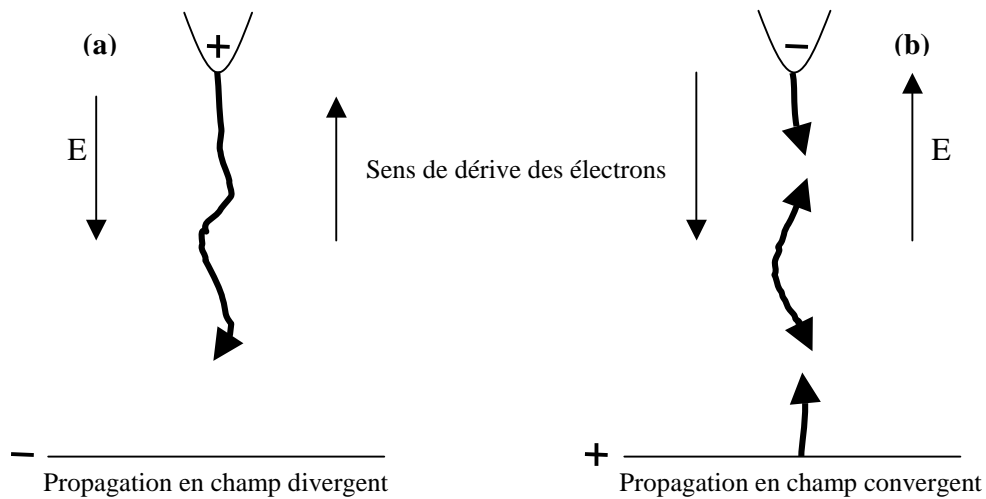 (a)
+
E
−
Propagation en champ divergent
Sens de dérive des électrons
(b)
−
E
+
Propagation en champ convergent